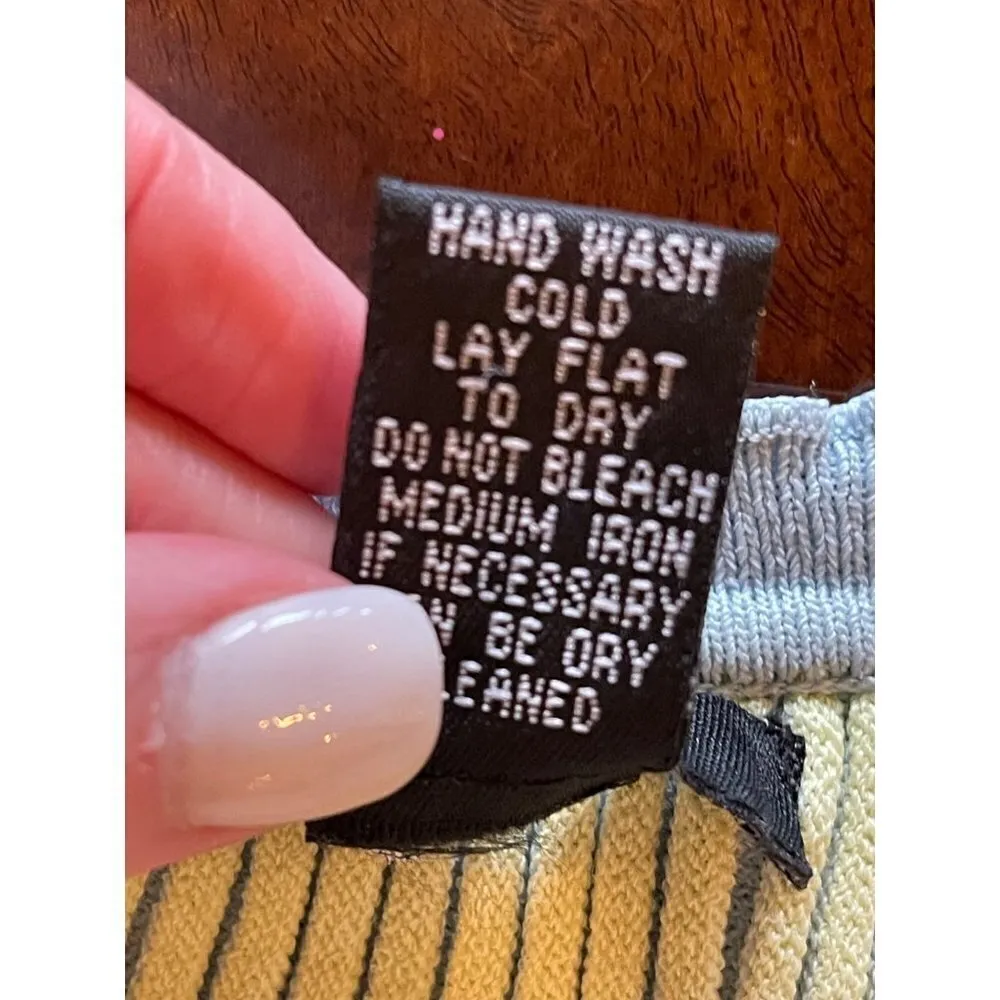 HAND WASH
COLD
LAY FLAT
TO DRY
DO NOT BLEACH
MEDIUM IRON
IF NECESSARY
BE DRY